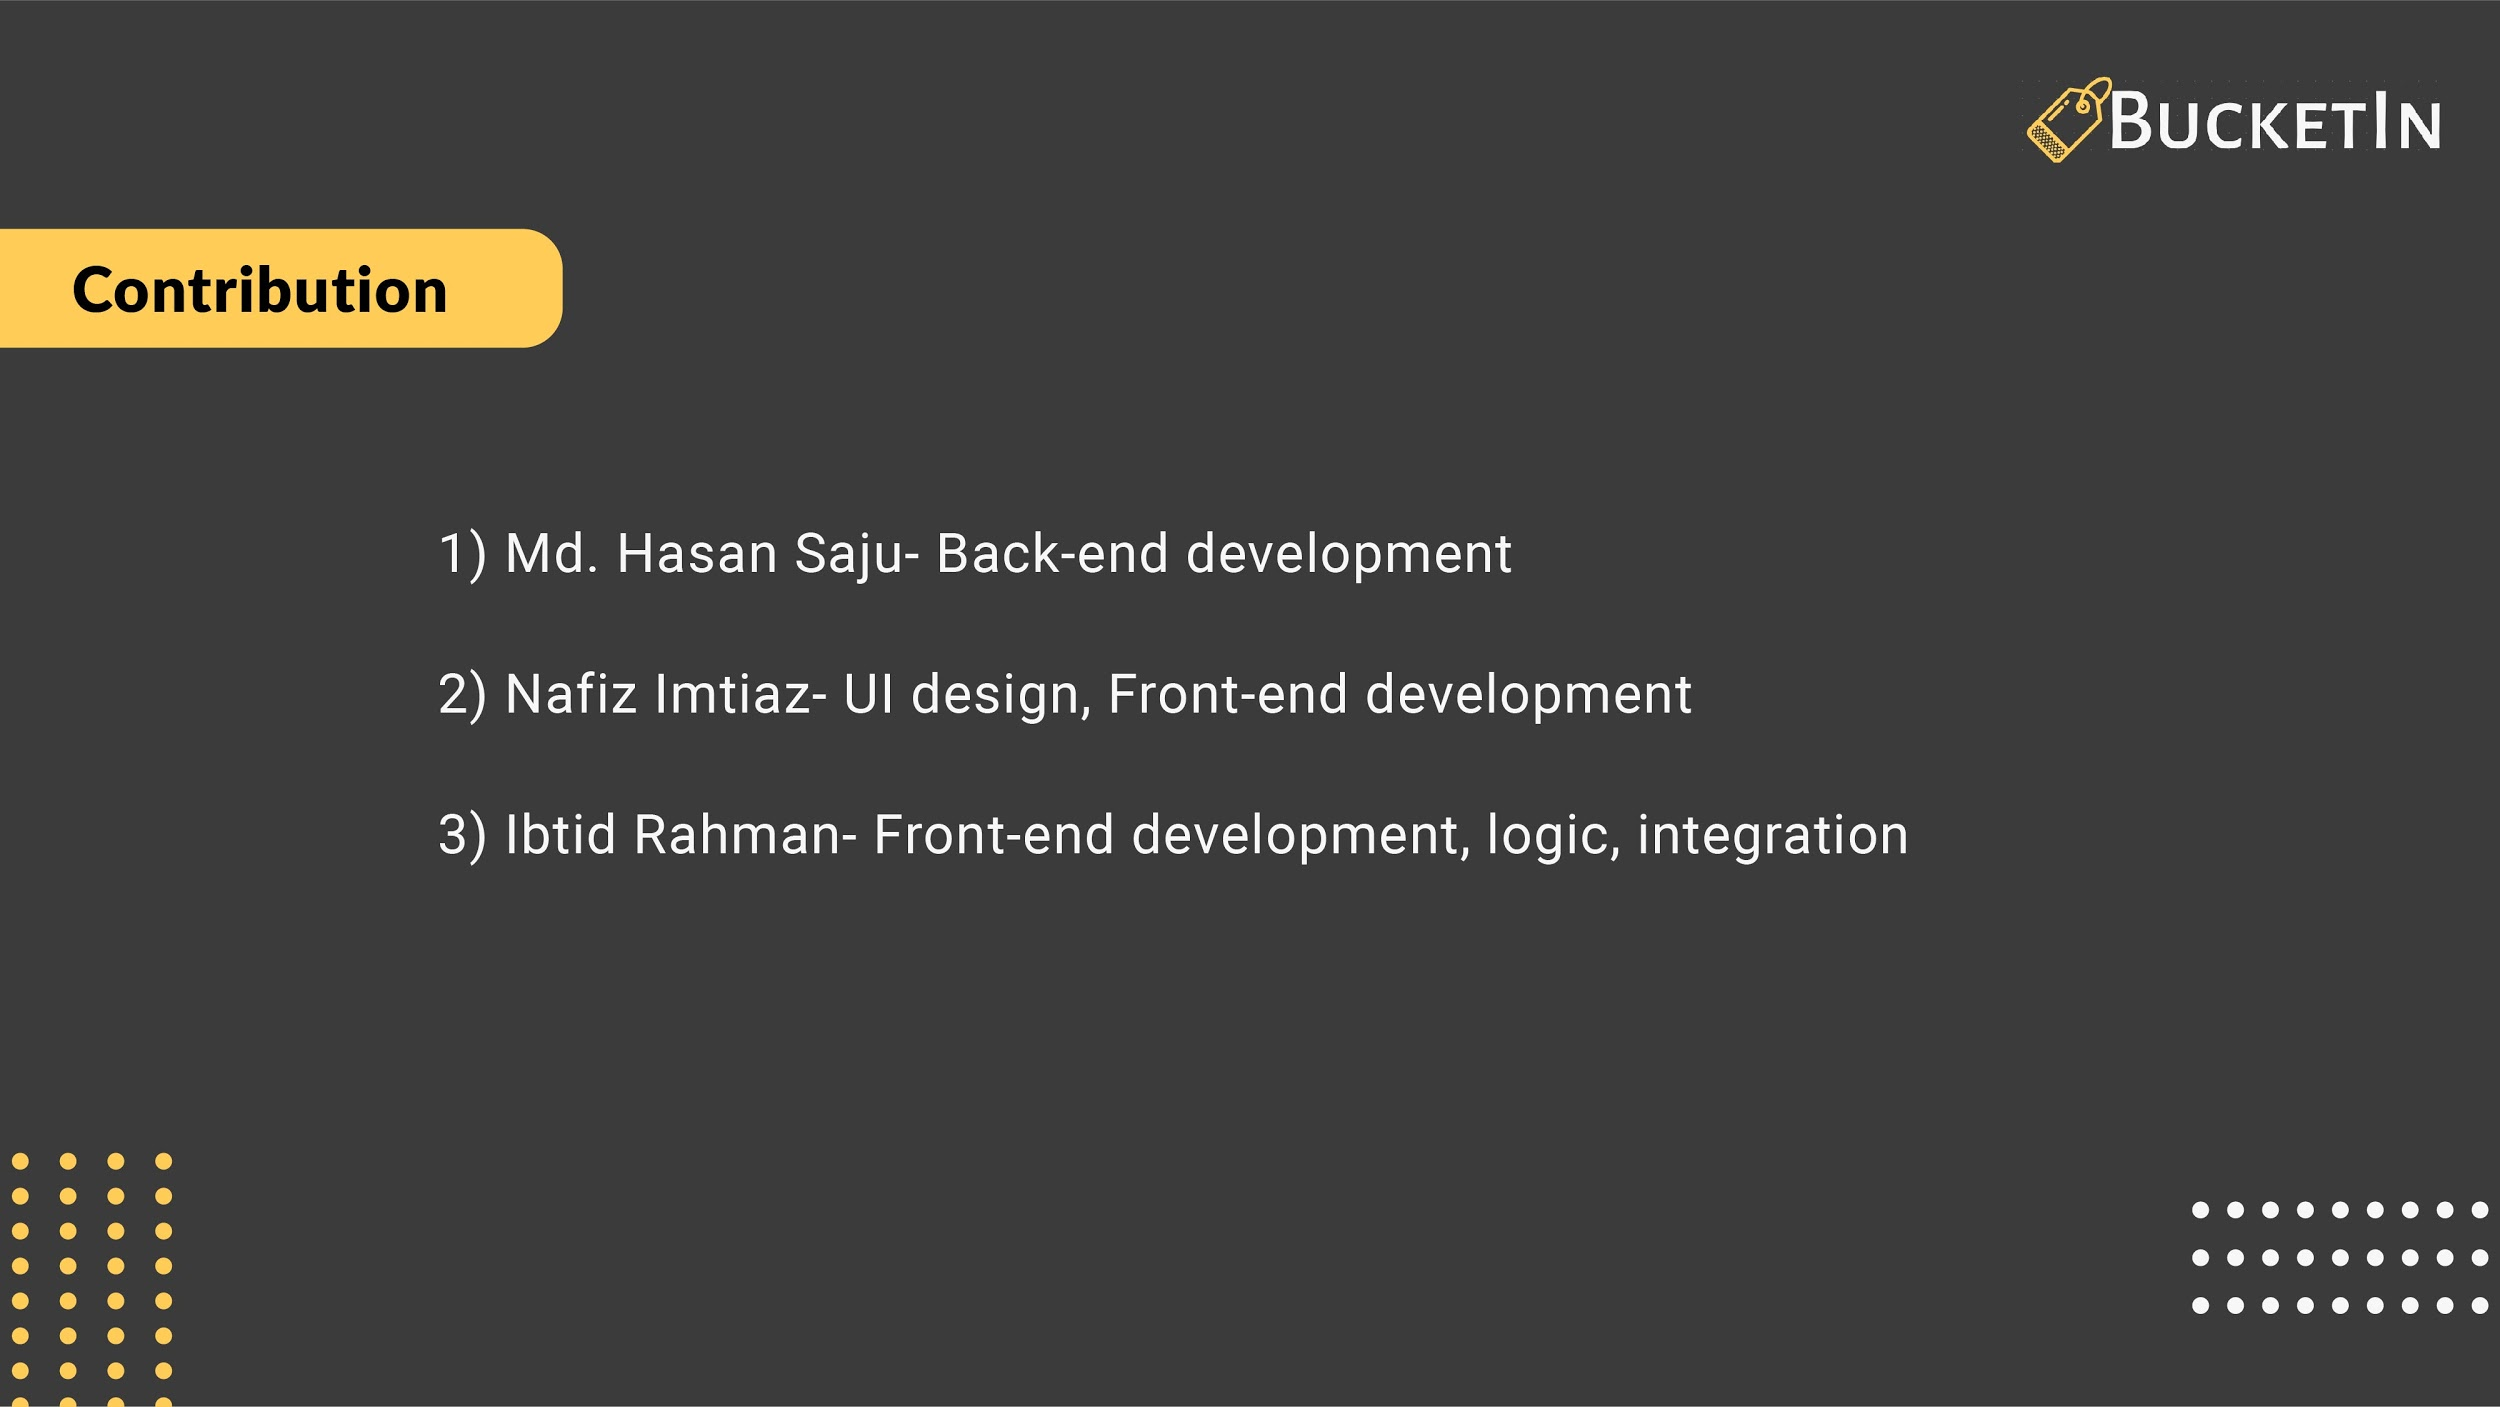 BUCKETIN
Contribution
1) Md. Hasan Saju- Back-end development
2) Nafiz Imtiaz- UI design, Front-end development
3) Ibtid Rahman- Front-end development, logic, integration